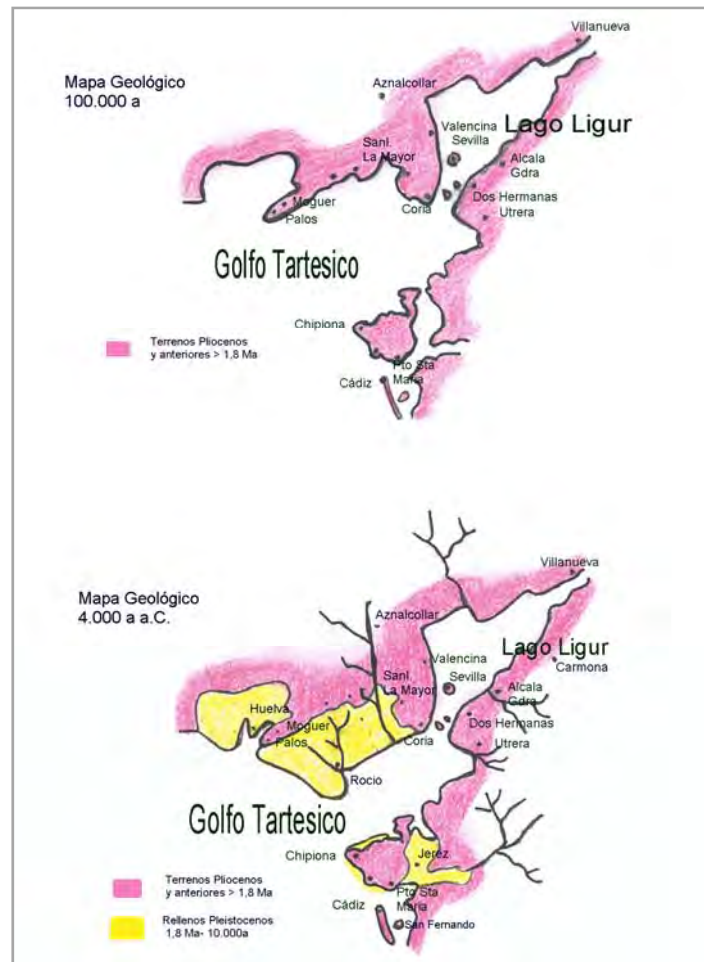 Villanueva
Mapa Geológico
100.000 a
Aznalcollar
Valencina
Lago Ligur
Sevilla
Sanl.
La Mayor
Alcala
Gdra
Dos Hermanas
Utrera
Moguer
Palos
Coria
Golfo Tartesico
Chipiona
Terrenos Pliocenos
y anteriores > 1,8 Ma
Pto Sta
Maria
Cádiz
Mapa Geológico
4.000 a a.C.
Villanueva
Aznalcollar
Valencina
Lago Ligur
Sevilla
Carmona
Sanl.
La Mayor
Alcala
Gdra
Huelva
Moguer
Palos
Dos Hermanas
Coria
Utrera
Rocio
Golfo Tartesico
Chipiona
Jerez
Terrenos Pliocenos
y anteriores > 1,8 Ma
Pto Sta
Maria
Cádiz
San Fernando
Rellenos Pleistocenos
1,8 Ma- 10.000a